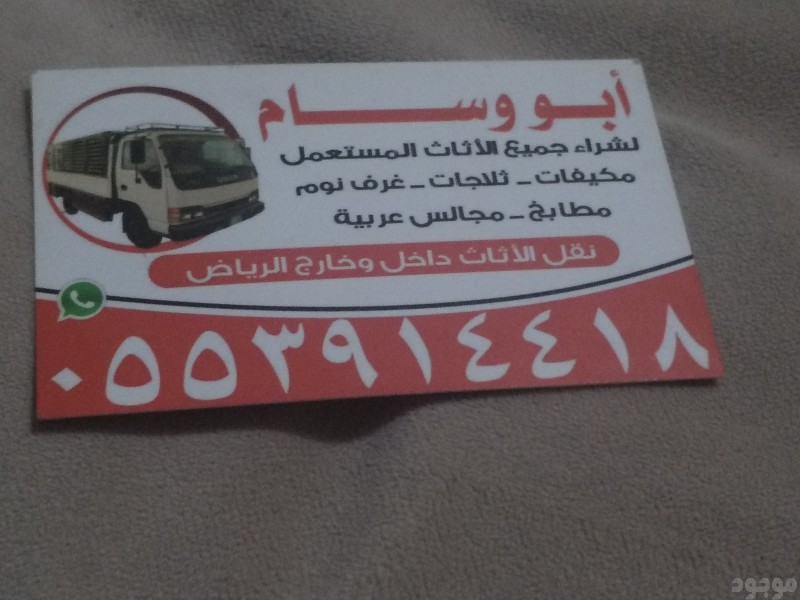 أبو وسام
لشراء جميع الأثاث المستعمل
مكيفات - ثلاجات - غرف نوم
مطابخ - مجالس عربية
نقل الأثاث داخل وخارج الرياض
٠٥٥٣٩١٤٤١٨
موجود